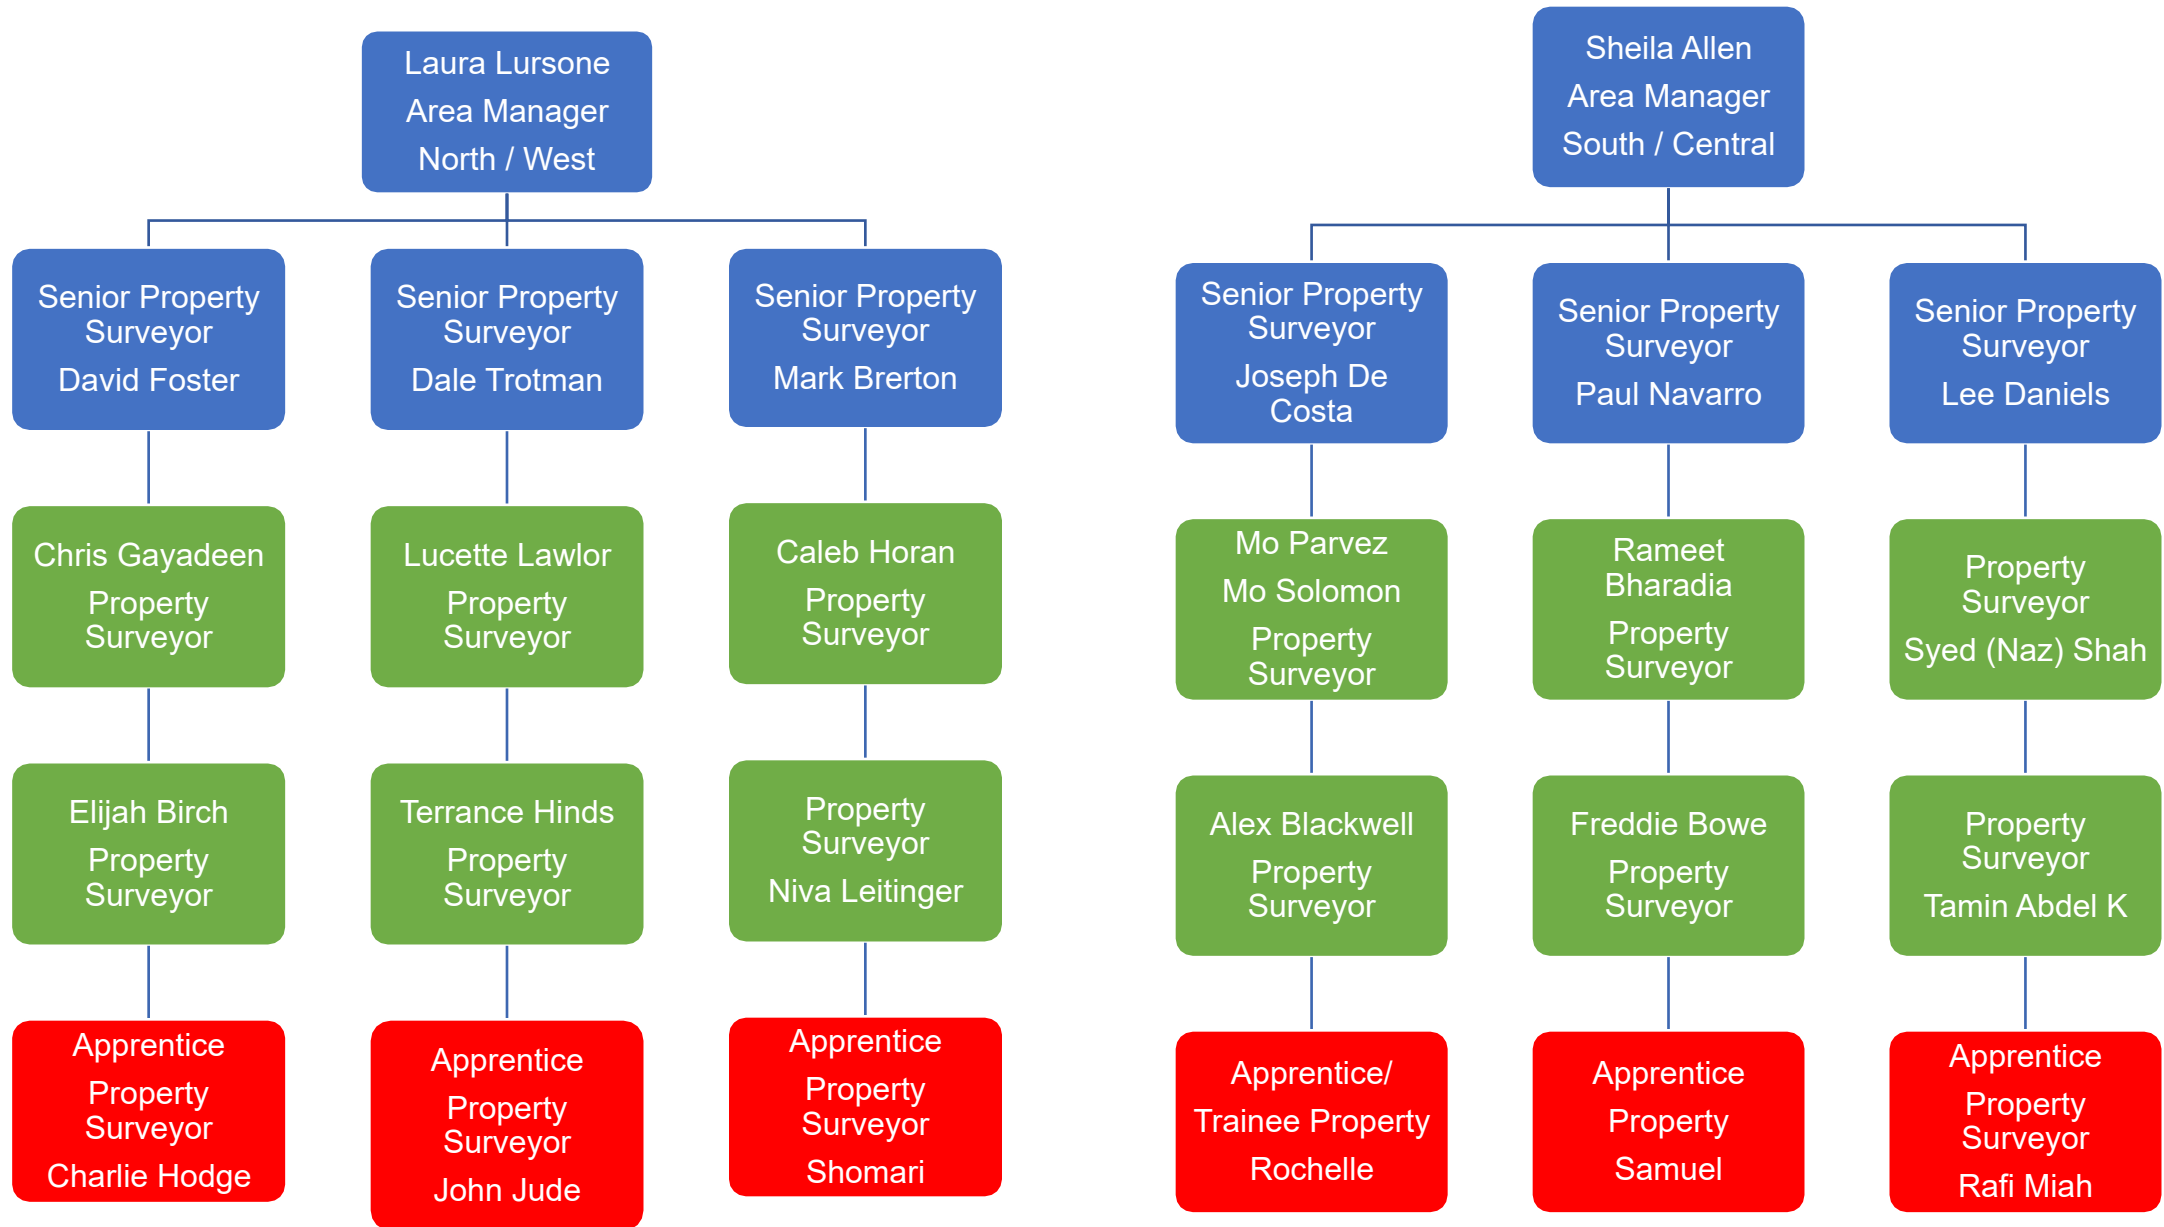 Laura Lursone
Area Manager
North / West
Senior Property
Surveyor
David Foster
Chris Gayadeen
Property
Surveyor
Elijah Birch
Property
Surveyor
Apprentice
Property
Surveyor
Charlie Hodge
Senior Property
Surveyor
Dale Trotman
Lucette Lawlor
Property
Surveyor
Terrance Hinds
Property
Surveyor
Apprentice
Property
Surveyor
John Jude
Senior Property
Surveyor
Mark Brerton
Caleb Horan
Property
Surveyor
Property
Surveyor
Niva Leitinger
Apprentice
Property
Surveyor
Shomari
Sheila Allen
Area Manager
South / Central
Senior Property
Surveyor
Joseph De
Costa
Mo Parvez
Mo Solomon
Property
Surveyor
Alex Blackwell
Property
Surveyor
Apprentice/
Trainee Property
Rochelle
Senior Property
Surveyor
Paul Navarro
Rameet
Bharadia
Property
Surveyor
Freddie Bowe
Property
Surveyor
Apprentice
Property
Samuel
Senior Property
Surveyor
Lee Daniels
Property
Surveyor
Syed (Naz) Shah
Property
Surveyor
Tamin Abdel K
Apprentice
Property
Surveyor
Rafi Miah